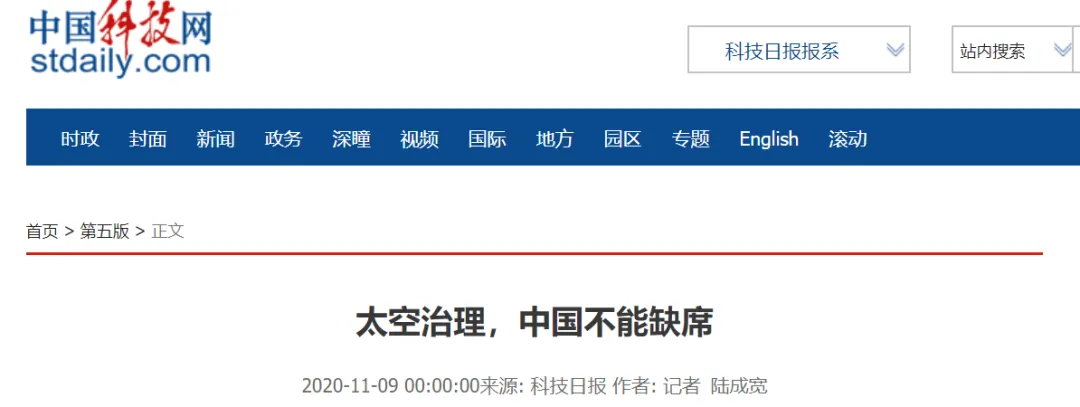 中国科技网
stdaily.com
科技日报报系
站内搜索
时政 封面 新闻 政务 深瞳 视频 国际 地方 园区 专题 English 滚动
首页 > 第五版 > 正文
太空治理，中国不能缺席
2020-11-09 00:00:00来源: 科技日报 作者: 记者 陆成宽